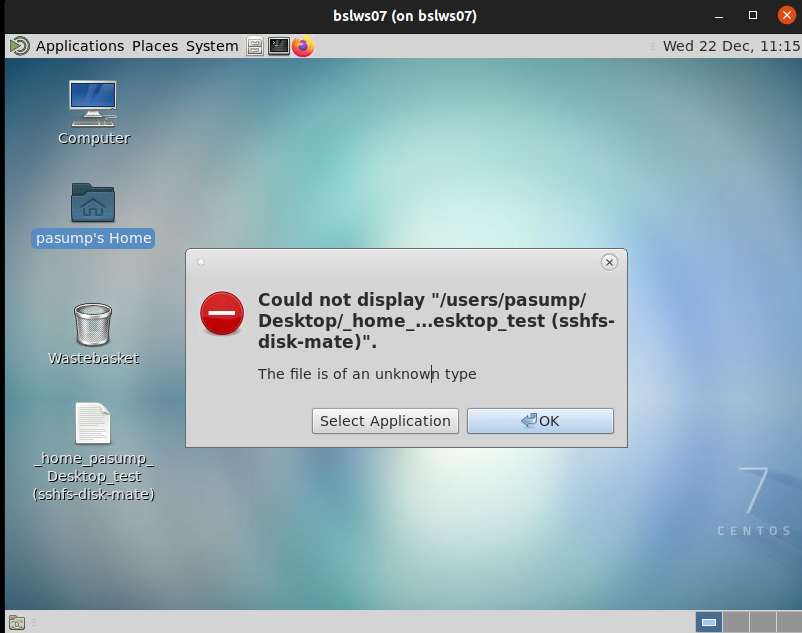 bslws07 (on bslws07)
Applications Places System
Wed 22 Dec, 11:15
Computer
pasump's Home
Wastebasket
_home_pasump_
Desktop_test
(sshfs-disk-mate)
Could not display "/users/pasump/
Desktop/_home_...esktop_test (sshfs-
disk-mate)".
The file is of an unknown type
Select Application
OK
7
CENTOS